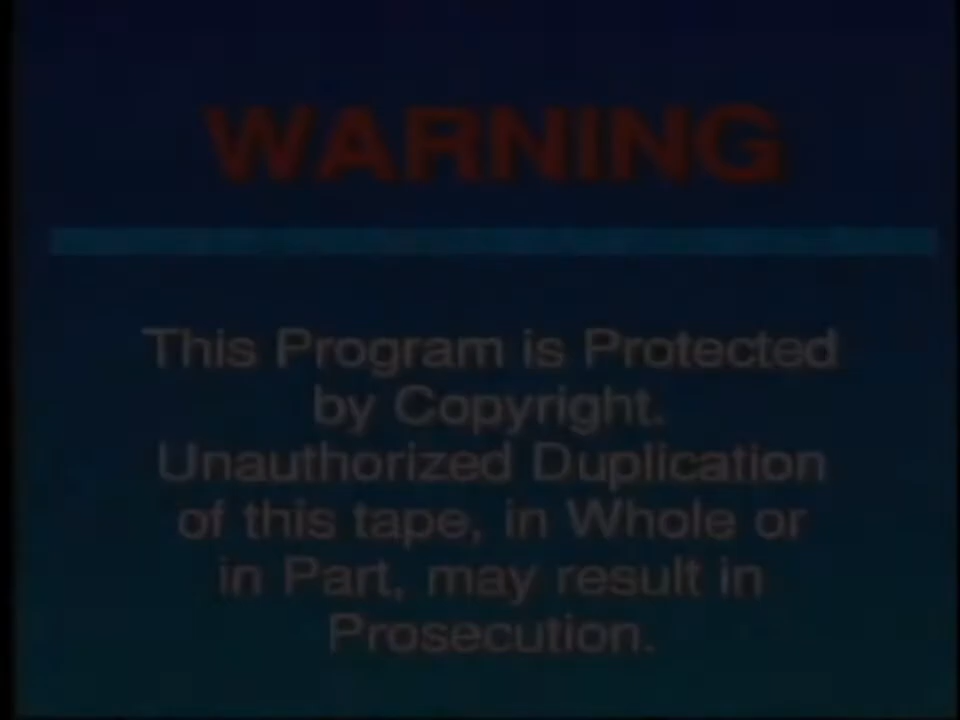 WARNING
This Program is Protected
by Copyright.
Unauthorized Duplication
of this tape, in Whole or
in Part, may result in
Prosecution.